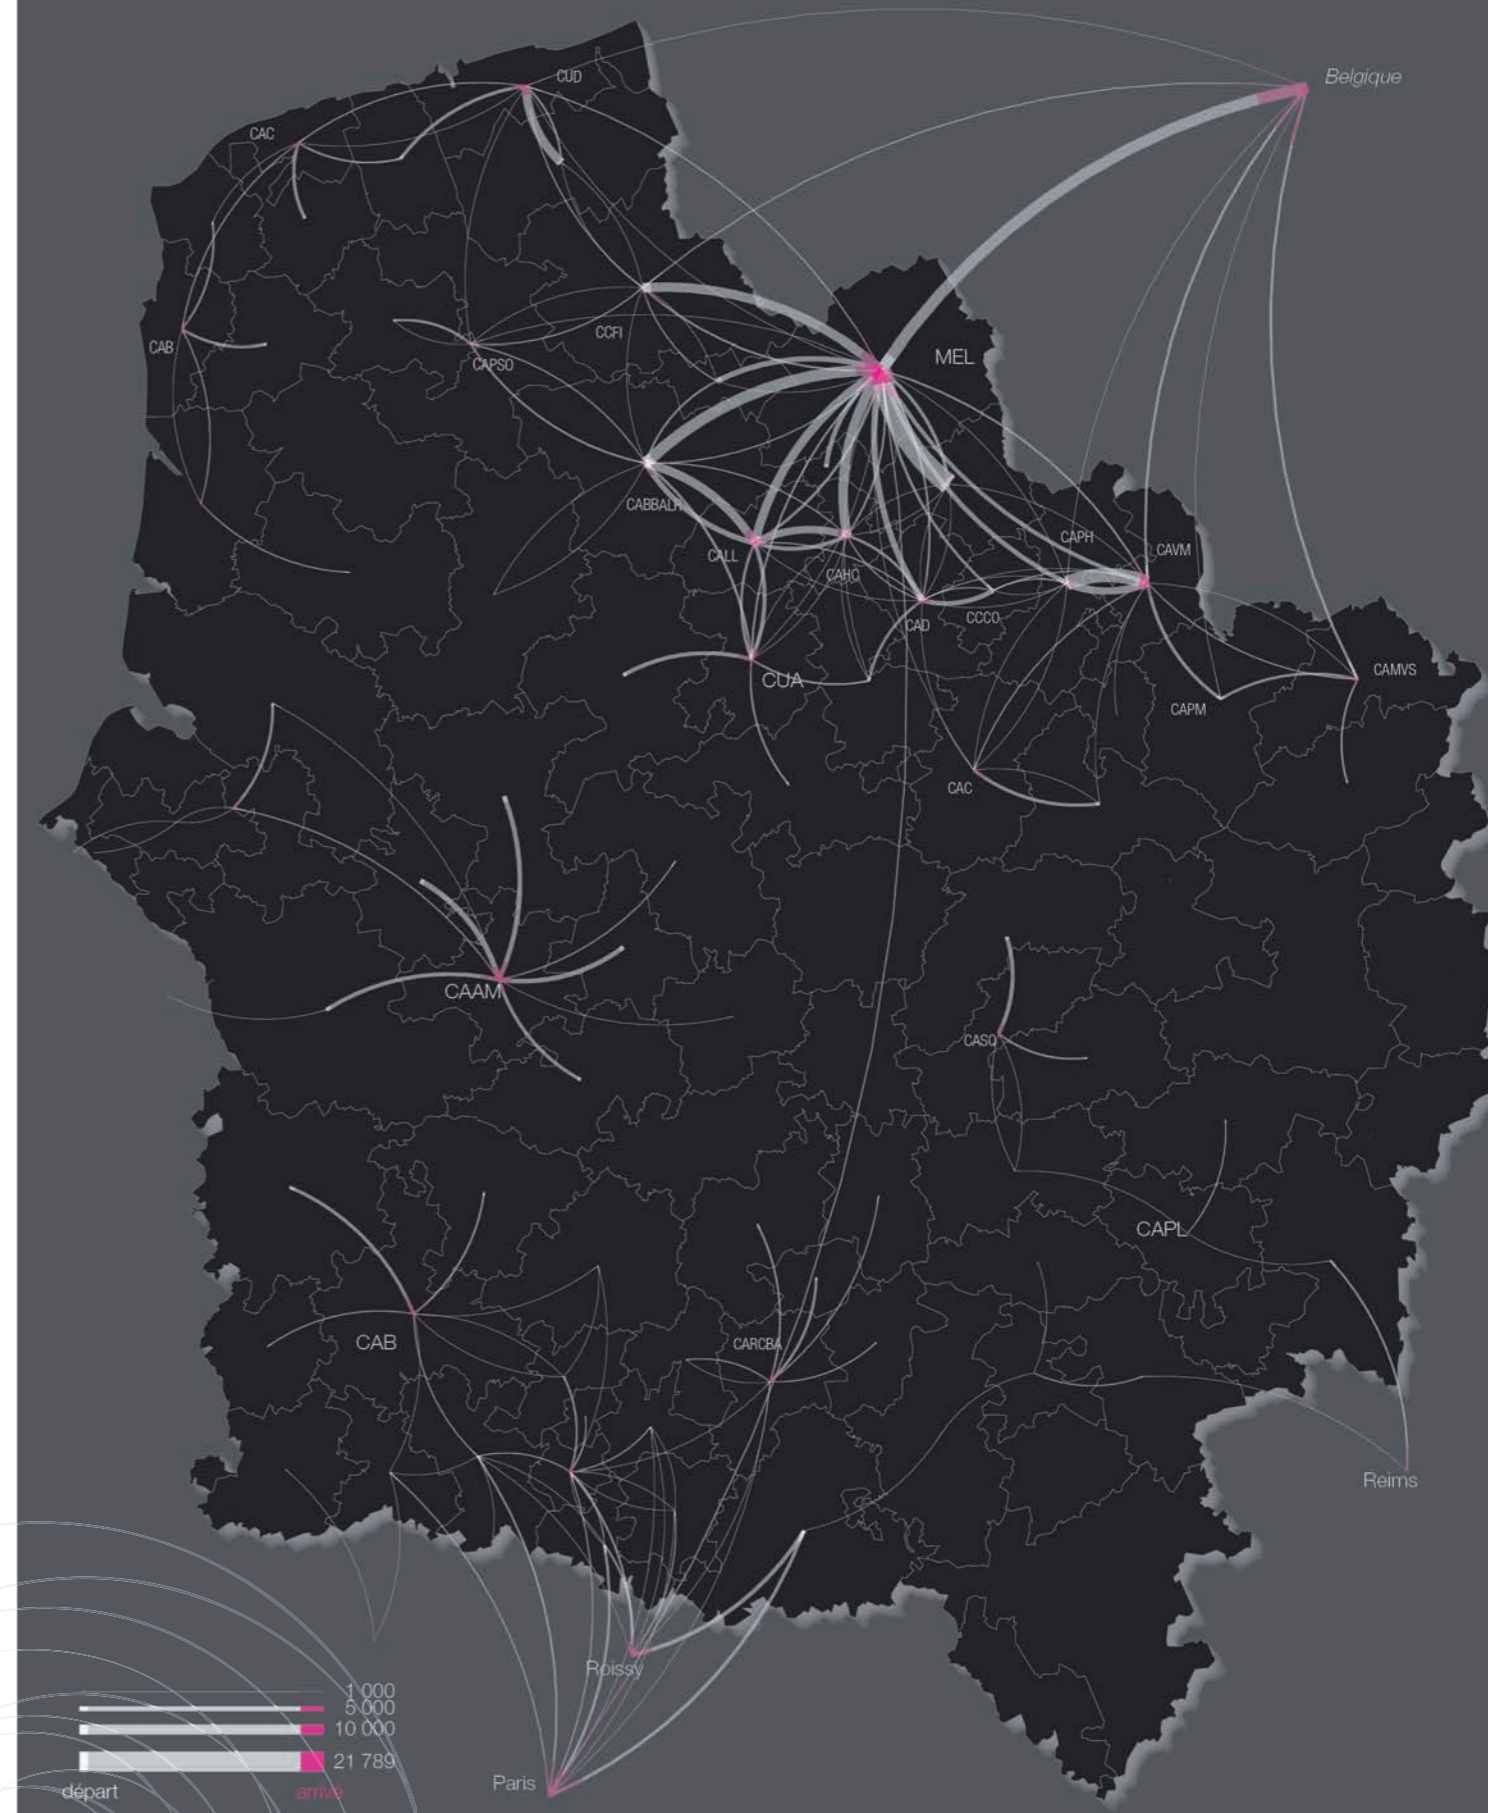 CUD
Belgique
CAC
CCFI
CAB
CAPSO
MEL
CABBALR
CALL
CAHC
CAPH
CAVM
CAD
CCCO
CUA
CAMVS
CAPM
CAC
CAAM
CASQ
CAPL
CAB
CARCBA
Reims
Roissy
Paris
1 000
5 000
10 000
21 789
départ
arrivé